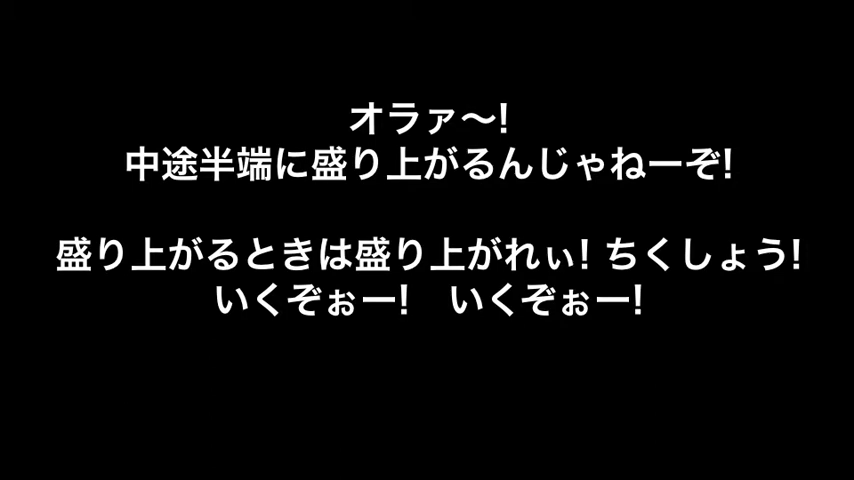 オラァ〜!
中途半端に盛り上がるんじゃねーぞ!
盛り上がるときは盛り上がれぃ! ちくしょう!
いくぞぉー!　いくぞぉー!